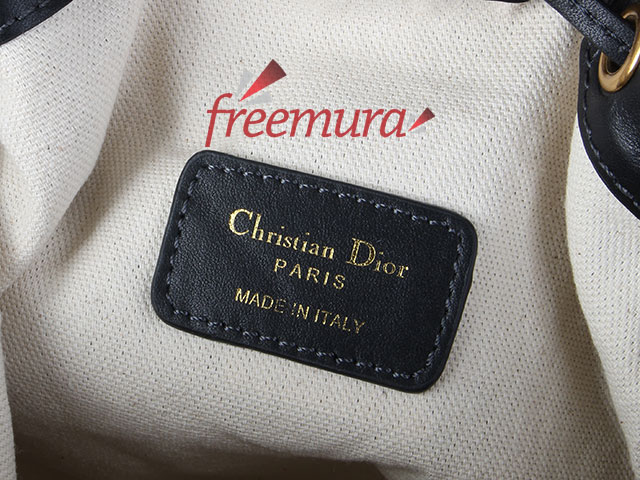 freemura
Christian Dior
PARIS
MADE IN ITALY